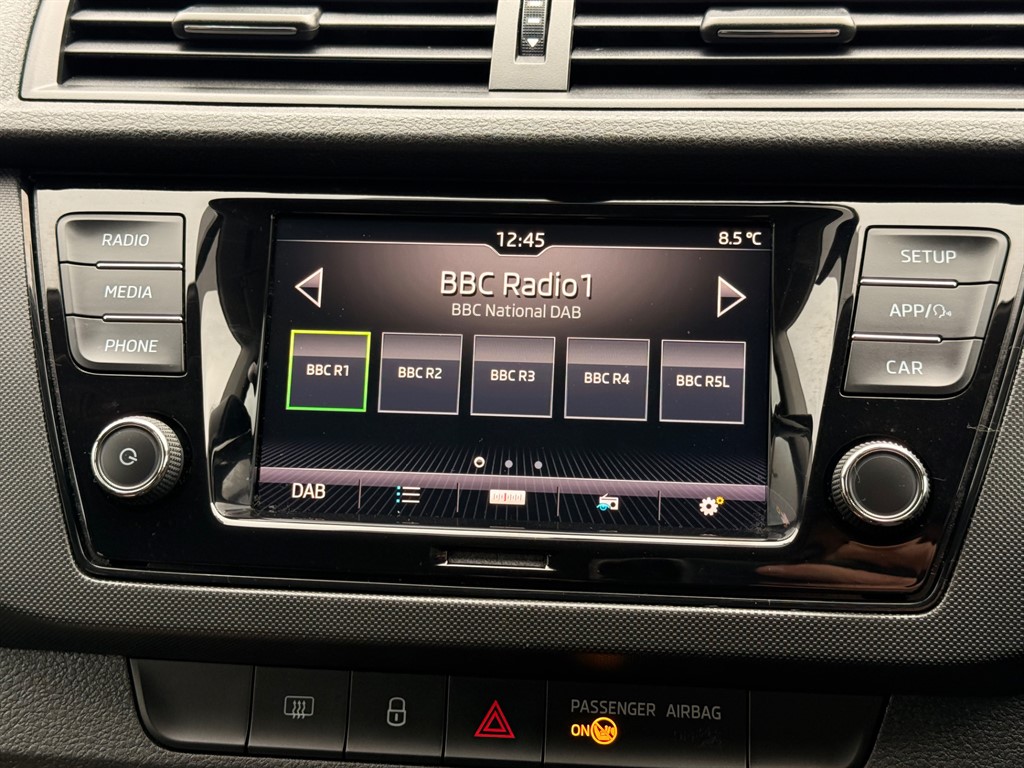 RADIO
MEDIA
PHONE
12:45
8.5°C
BBC Radio1
BBC National DAB
BBC R1
BBC R2
BBC R3
BBC R4
BBC R5L
DAB
SETUP
APP/
CAR
PASSENGER AIRBAG
ON